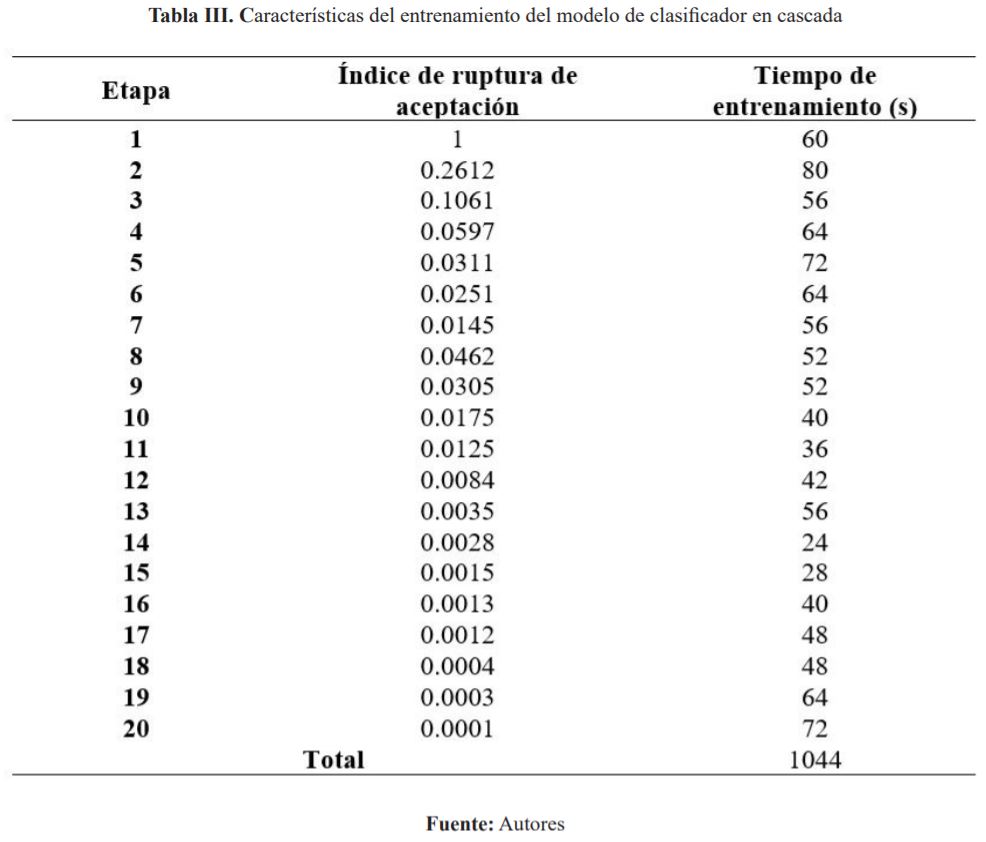 Tabla III. Características del entrenamiento del modelo de clasificador en cascada
Etapa Índice de ruptura de aceptación Tiempo de entrenamiento (s)
1 1 60
2 0.2612 80
3 0.1061 56
4 0.0597 64
5 0.0311 72
6 0.0251 64
7 0.0145 56
8 0.0462 52
9 0.0305 52
10 0.0175 40
11 0.0125 36
12 0.0084 42
13 0.0035 56
14 0.0028 24
15 0.0015 28
16 0.0013 40
17 0.0012 48
18 0.0004 48
19 0.0003 64
20 0.0001 72
Total 1044
Fuente: Autores